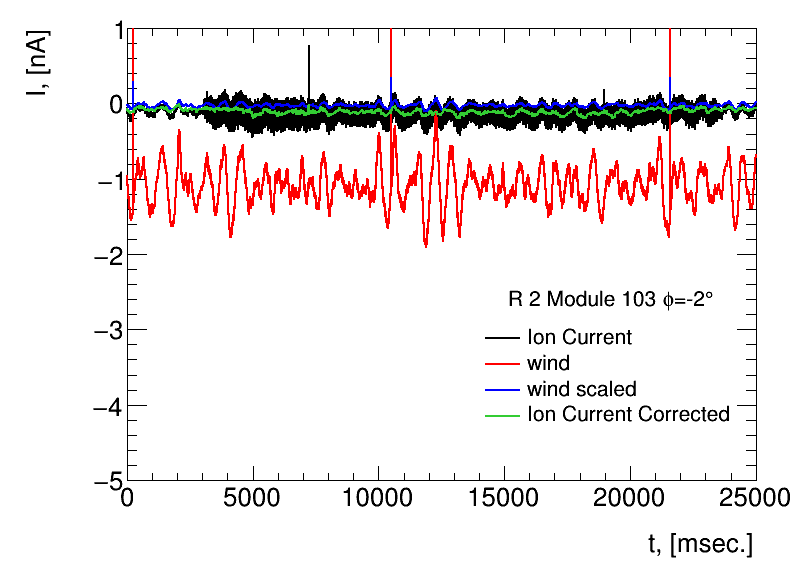 I, [nA]
1
0
−1
−2
−3
−4
−5
R 2 Module 103 ϕ=-2°
Ion Current
wind
wind scaled
Ion Current Corrected
0 5000 10000 15000 20000 25000
t, [msec.]